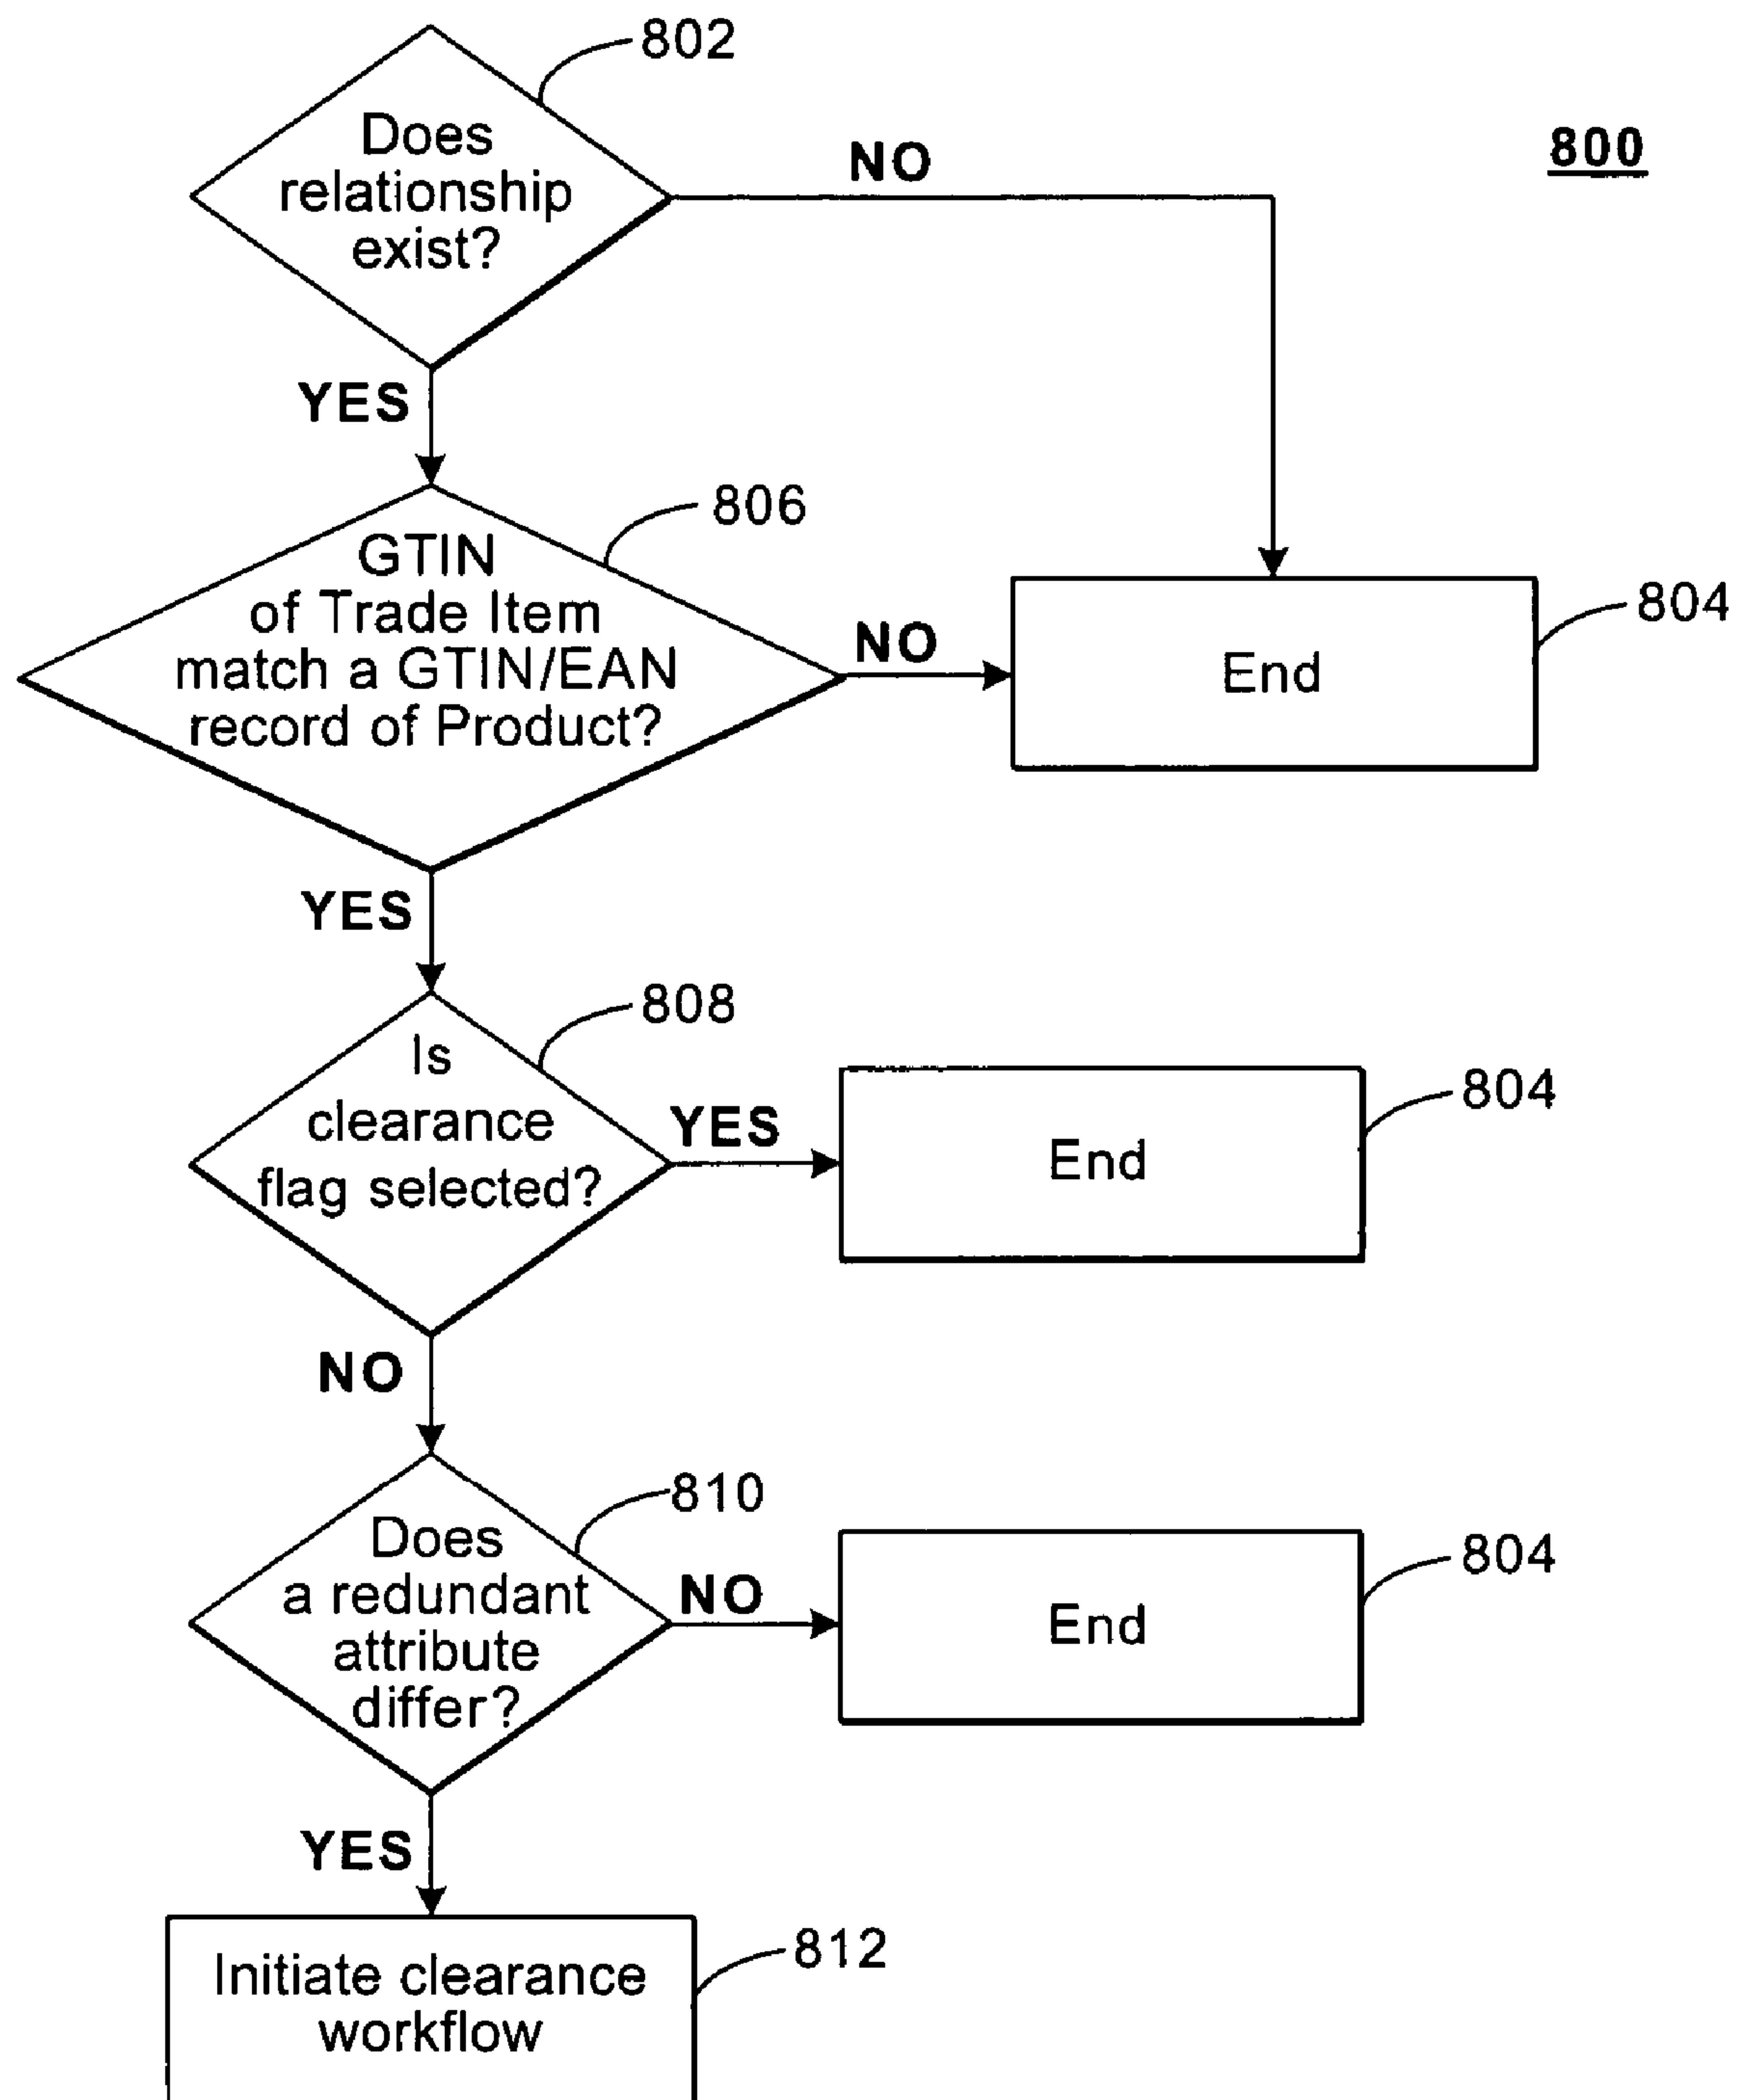 802
Does
relationship
exist?
NO
800
YES
806
GTIN
of Trade Item
match a GTIN/EAN
record of Product?
NO
End
804
YES
808
Is
clearance
flag selected?
YES
End
804
NO
810
Does
a redundant
attribute
differ?
NO
End
804
YES
Initiate clearance
workflow
812